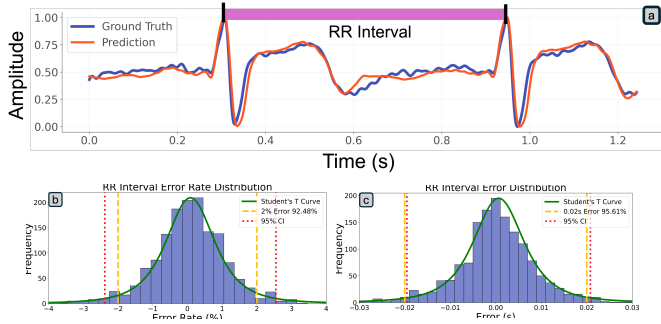 a
Ground Truth
Prediction
RR Interval
Amplitude
1.00
0.75
0.50
0.25
0.00
0.0 0.2 0.4 0.6 0.8 1.0 1.2
Time (s)
b
RR Interval Error Rate Distribution
Student's T Curve
2% Error 92.48%
95% CI
Frequency
200
150
100
50
0
−4 −3 −2 −1 0 1 2 3 4
Error Rate (%)
c
RR Interval Error Distribution
Student's T Curve
0.02s Error 95.61%
95% CI
Frequency
200
150
100
50
0
−0.03 −0.02 −0.01 0.00 0.01 0.02 0.03
Error (s)